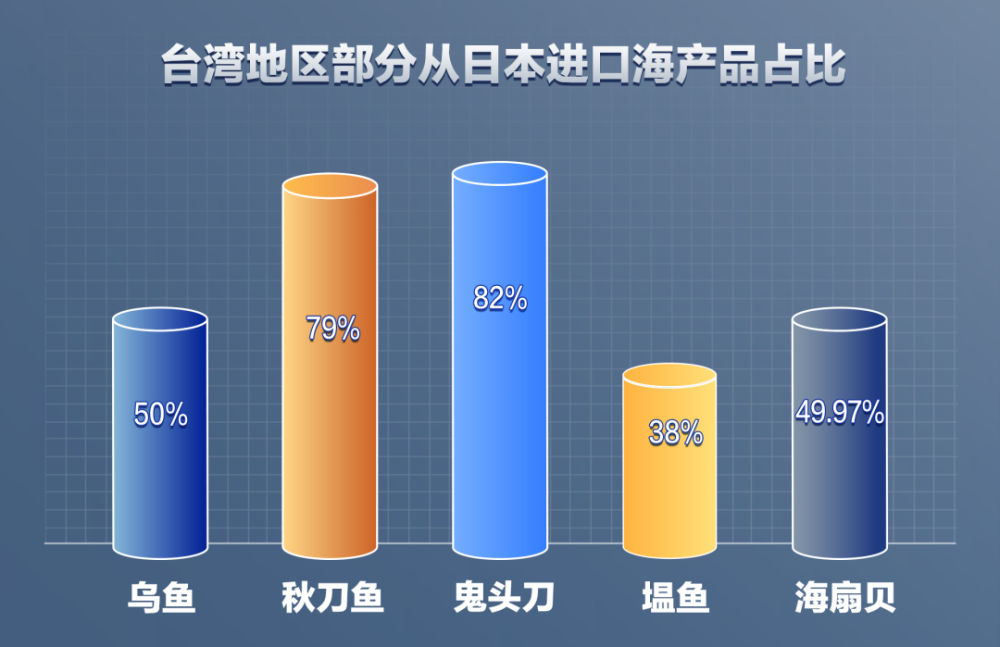 台湾地区部分从日本进口海产品占比
50%
79%
82%
38%
49.97%
乌鱼
秋刀鱼
鬼头刀
塭鱼
海扇贝